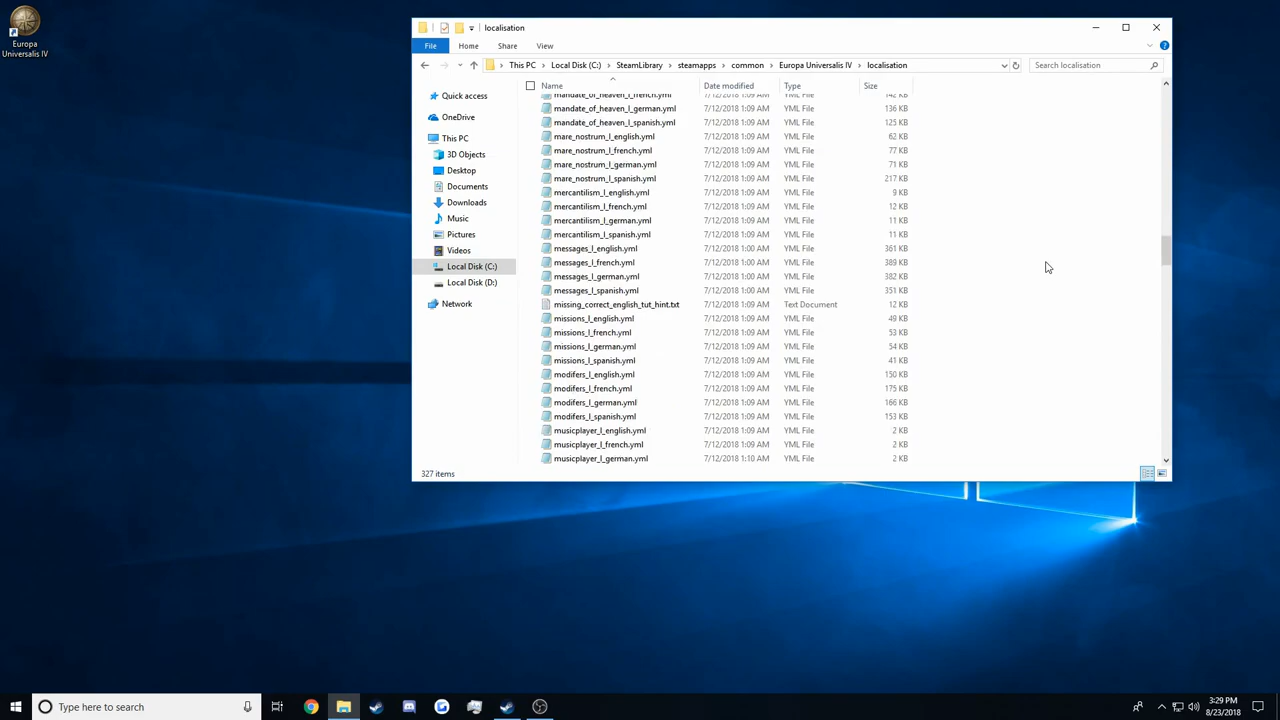 Europa
Universalis IV
localisation
File
Home
Share
View
This PC > Local Disk (C:) > SteamLibrary > steamapps > common > Europa Universalis IV > localisation
Search localisation
Name
Date modified
Type
Size
Quick access
OneDrive
This PC
3D Objects
Desktop
Documents
Downloads
Music
Pictures
Videos
Local Disk (C:)
Local Disk (D:)
Network
mandate_of_heaven_l_french.yml 7/12/2018 1:09 AM YML File 142 KB
mandate_of_heaven_l_german.yml 7/12/2018 1:09 AM YML File 136 KB
mandate_of_heaven_l_spanish.yml 7/12/2018 1:09 AM YML File 125 KB
mare_nostrum_l_english.yml 7/12/2018 1:09 AM YML File 62 KB
mare_nostrum_l_french.yml 7/12/2018 1:09 AM YML File 77 KB
mare_nostrum_l_german.yml 7/12/2018 1:09 AM YML File 71 KB
mare_nostrum_l_spanish.yml 7/12/2018 1:09 AM YML File 217 KB
mercantilism_l_english.yml 7/12/2018 1:09 AM YML File 9 KB
mercantilism_l_french.yml 7/12/2018 1:09 AM YML File 12 KB
mercantilism_l_german.yml 7/12/2018 1:09 AM YML File 11 KB
mercantilism_l_spanish.yml 7/12/2018 1:09 AM YML File 11 KB
messages_l_english.yml 7/12/2018 1:00 AM YML File 361 KB
messages_l_french.yml 7/12/2018 1:00 AM YML File 389 KB
messages_l_german.yml 7/12/2018 1:00 AM YML File 382 KB
messages_l_spanish.yml 7/12/2018 1:00 AM YML File 351 KB
missing_correct_english_tut_hint.txt 7/12/2018 1:09 AM Text Document 12 KB
missions_l_english.yml 7/12/2018 1:09 AM YML File 49 KB
missions_l_french.yml 7/12/2018 1:09 AM YML File 53 KB
missions_l_german.yml 7/12/2018 1:09 AM YML File 54 KB
missions_l_spanish.yml 7/12/2018 1:09 AM YML File 41 KB
modifers_l_english.yml 7/12/2018 1:09 AM YML File 150 KB
modifers_l_french.yml 7/12/2018 1:09 AM YML File 175 KB
modifers_l_german.yml 7/12/2018 1:09 AM YML File 166 KB
modifers_l_spanish.yml 7/12/2018 1:09 AM YML File 153 KB
musicplayer_l_english.yml 7/12/2018 1:09 AM YML File 2 KB
musicplayer_l_french.yml 7/12/2018 1:09 AM YML File 2 KB
musicplayer_l_german.yml 7/12/2018 1:10 AM YML File 2 KB
327 items
Type here to search
3:29 PM
8/23/2018